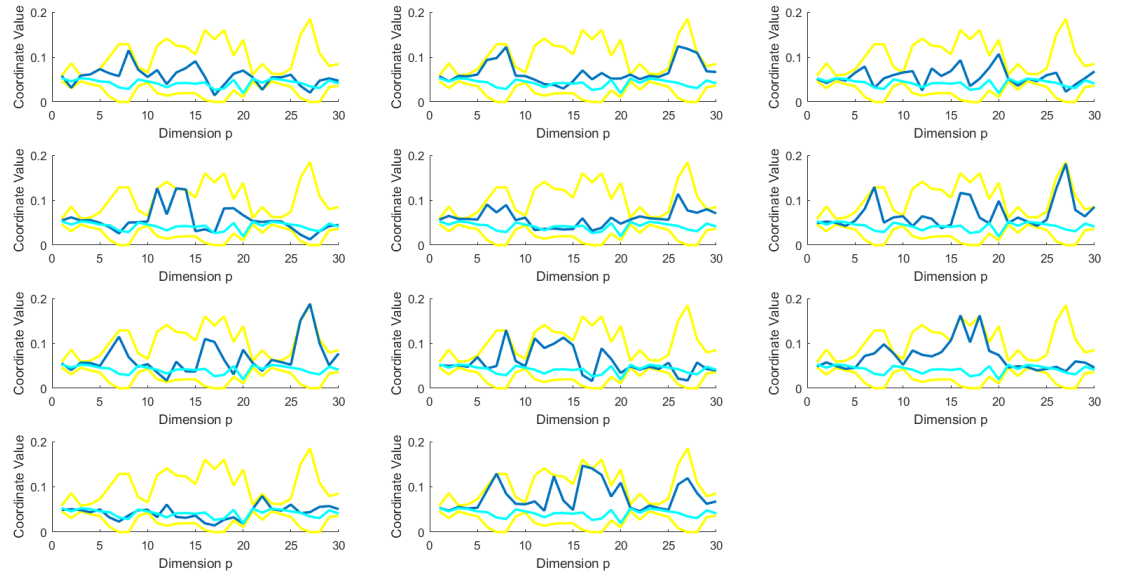 0.2 0.2 0.2
Coordinate Value Coordinate Value Coordinate Value
0.1 0.1 0.1
0 0 0
0 5 10 15 20 25 30 0 5 10 15 20 25 30 0 5 10 15 20 25 30
Dimension p Dimension p Dimension p
0.2 0.2 0.2
Coordinate Value Coordinate Value Coordinate Value
0.1 0.1 0.1
0 0 0
0 5 10 15 20 25 30 0 5 10 15 20 25 30 0 5 10 15 20 25 30
Dimension p Dimension p Dimension p
0.2 0.2 0.2
Coordinate Value Coordinate Value Coordinate Value
0.1 0.1 0.1
0 0 0
0 5 10 15 20 25 30 0 5 10 15 20 25 30 0 5 10 15 20 25 30
Dimension p Dimension p Dimension p
0.2 0.2
Coordinate Value Coordinate Value
0.1 0.1
0 0
0 5 10 15 20 25 30 0 5 10 15 20 25 30
Dimension p Dimension p